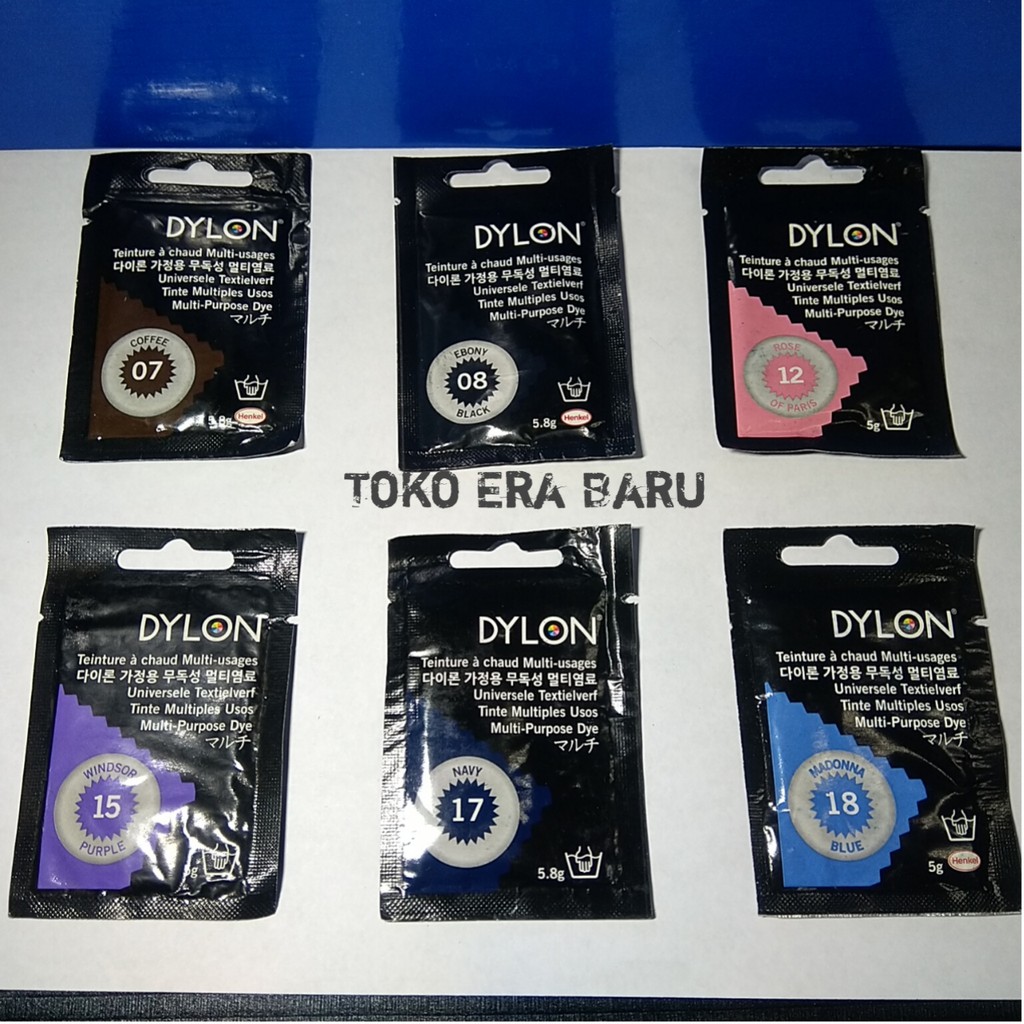 DYLON®
Teinture à chaud Multi-usages
다이론 가정용 무독성 멀티염료
Universele Textielverf
Tinte Multiples Usos
Multi-Purpose Dye
マルチ
COFFEE
07
5.8g
Henkel
DYLON®
Teinture à chaud Multi-usages
다이론 가정용 무독성 멀티염료
Universele Textielverf
Tinte Multiples Usos
Multi-Purpose Dye
マルチ
EBONY
08
BLACK
5.8g
Henkel
DYLON®
Teinture à chaud Multi-usages
다이론 가정용 무독성 멀티염료
Universele Textielverf
Tinte Multiples Usos
Multi-Purpose Dye
マルチ
ROSE
12
OF PARIS
5g
TOKO ERA BARU
DYLON®
Teinture à chaud Multi-usages
다이론 가정용 무독성 멀티염료
Universele Textielverf
Tinte Multiples Usos
Multi-Purpose Dye
マルチ
WINDSOR
15
PURPLE
5g
DYLON®
Teinture à chaud Multi-usages
다이론 가정용 무독성 멀티염료
Universele Textielverf
Tinte Multiples Usos
Multi-Purpose Dye
マルチ
NAVY
17
5.8g
DYLON®
Teinture à chaud Multi-usages
다이론 가정용 무독성 멀티염료
Universele Textielverf
Tinte Multiples Usos
Multi-Purpose Dye
マルチ
MADONNA
18
BLUE
5g
Henkel